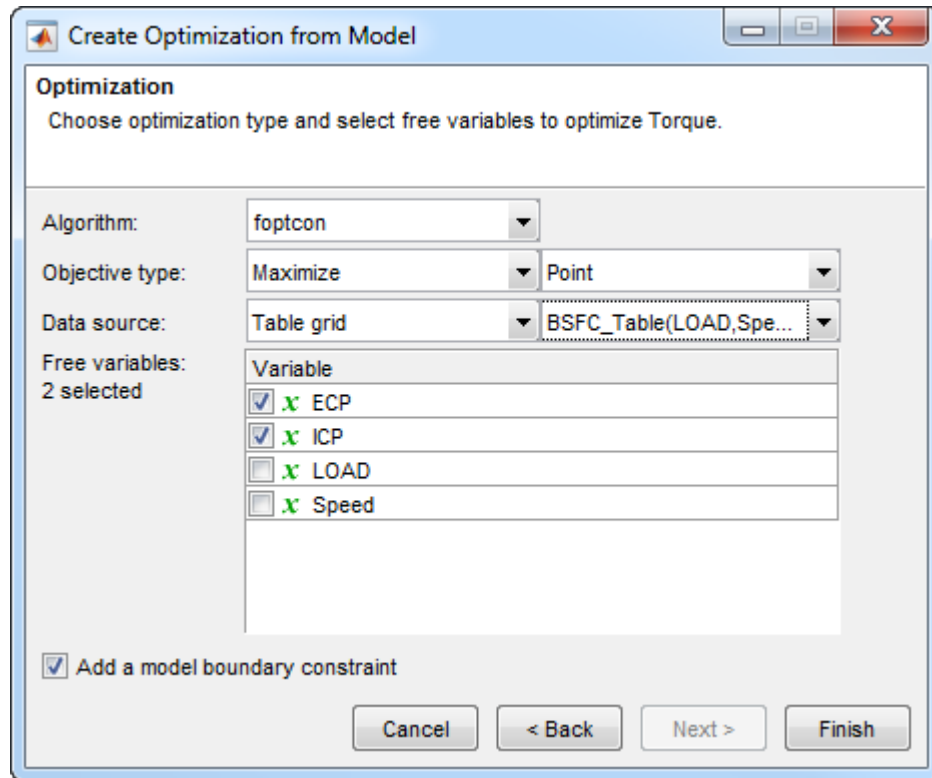 Create Optimization from Model
Optimization
Choose optimization type and select free variables to optimize Torque.
Algorithm: foptcon
Objective type: Maximize Point
Data source: Table grid BSFC_Table(LOAD,Spe...
Free variables:
2 selected
Variable
x ECP
x ICP
x LOAD
x Speed
Add a model boundary constraint
Cancel < Back Next > Finish